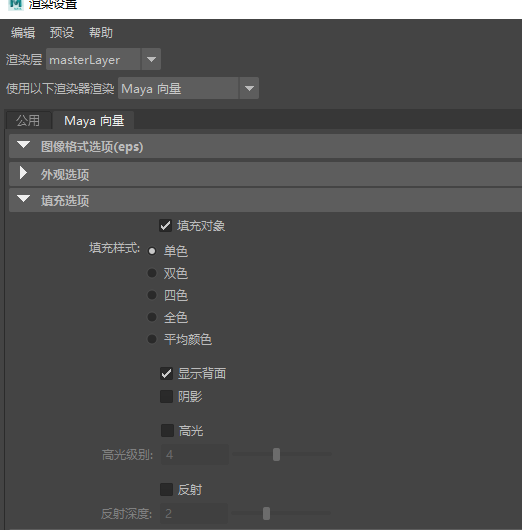 渲染设置
编辑 预设 帮助
渲染层 masterLayer
使用以下渲染器渲染 Maya 向量
公用 Maya 向量
图像格式选项(eps)
外观选项
填充选项
填充对象
填充样式: 单色
双色
四色
全色
平均颜色
显示背面
阴影
高光
高光级别: 4
反射
反射深度: 2